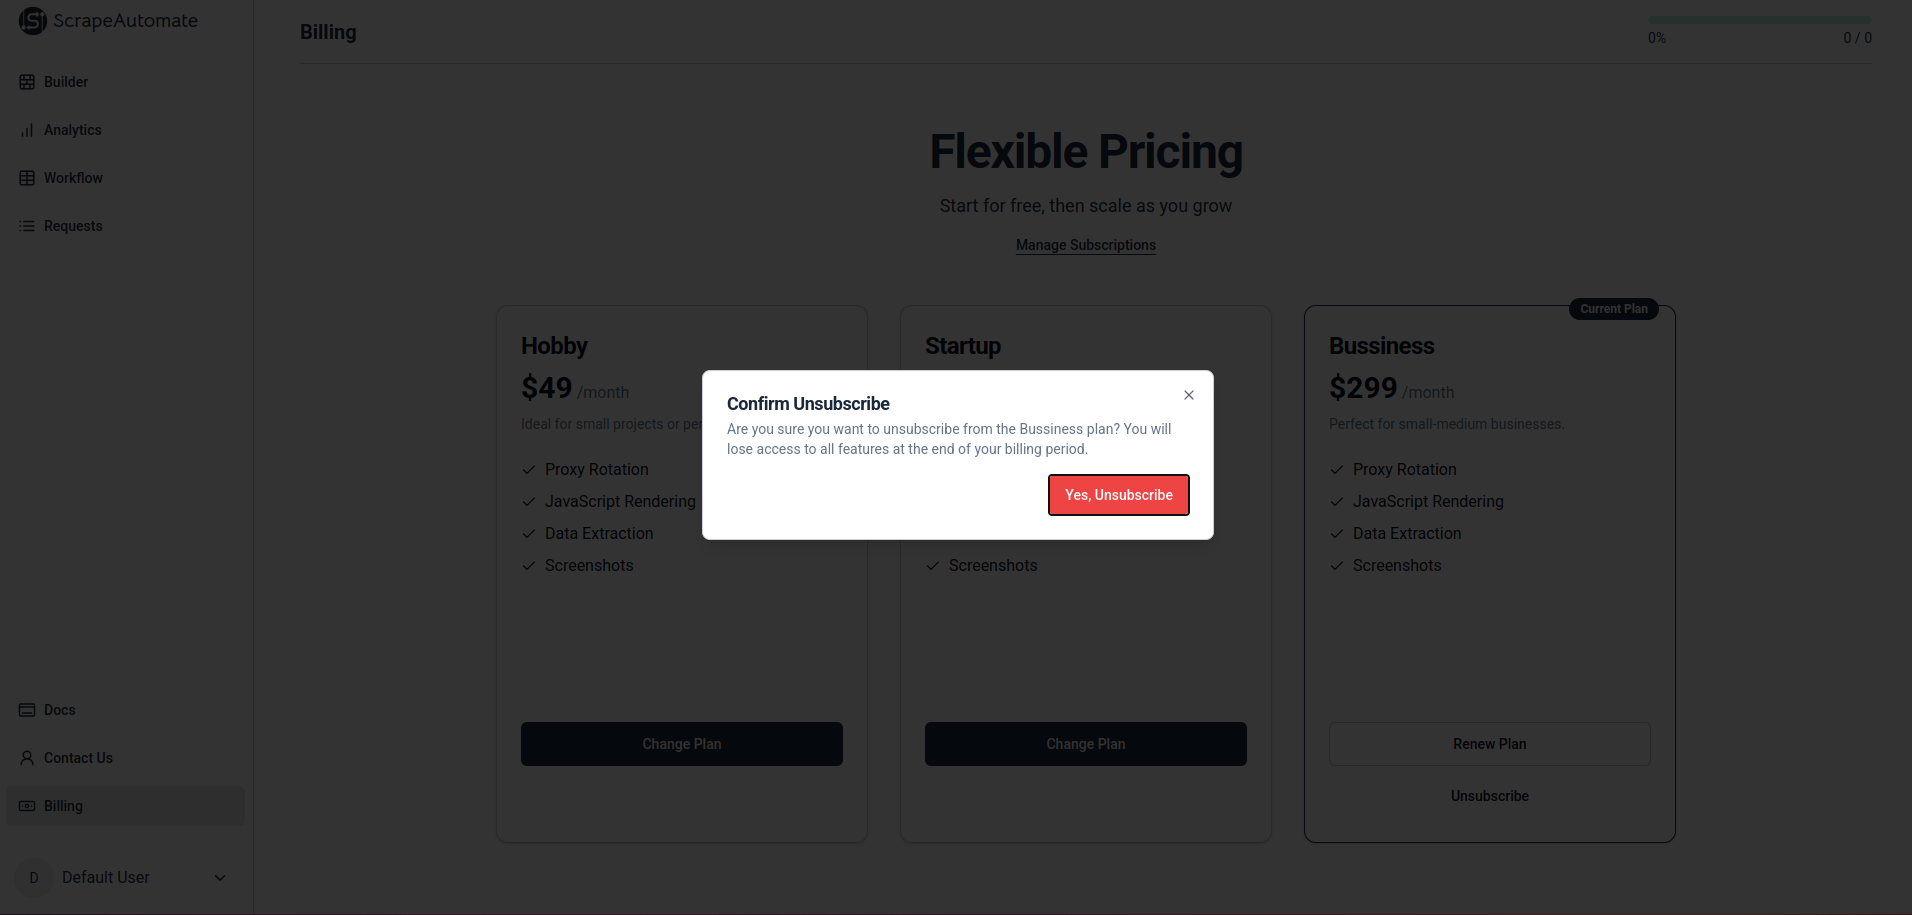 ScrapeAutomate
Builder
Analytics
Workflow
Requests
Docs
Contact Us
Billing
D
Default User
Billing
0%
0 / 0
Flexible Pricing
Start for free, then scale as you grow
Manage Subscriptions
Hobby
$49 /month
Ideal for small projects or per
Proxy Rotation
JavaScript Rendering
Data Extraction
Screenshots
Change Plan
Startup
Screenshots
Change Plan
Current Plan
Bussiness
$299 /month
Perfect for small-medium businesses.
Proxy Rotation
JavaScript Rendering
Data Extraction
Screenshots
Renew Plan
Unsubscribe
Confirm Unsubscribe
Are you sure you want to unsubscribe from the Bussiness plan? You will
lose access to all features at the end of your billing period.
Yes, Unsubscribe